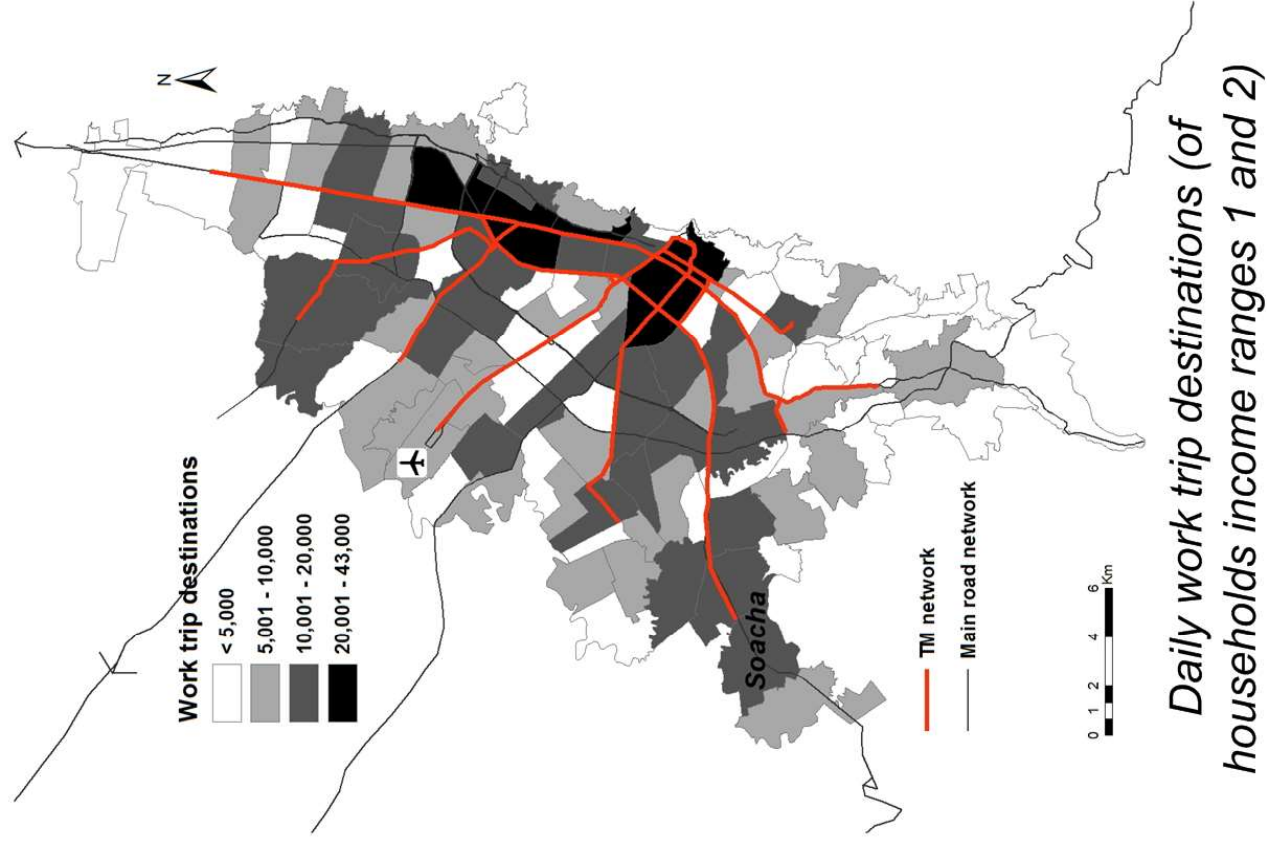 N
Work trip destinations
< 5,000
5,001 - 10,000
10,001 - 20,000
20,001 - 43,000
Soacha
TM network
Main road network
0 1 2 4 6
Km
Daily work trip destinations (of
households income ranges 1 and 2)